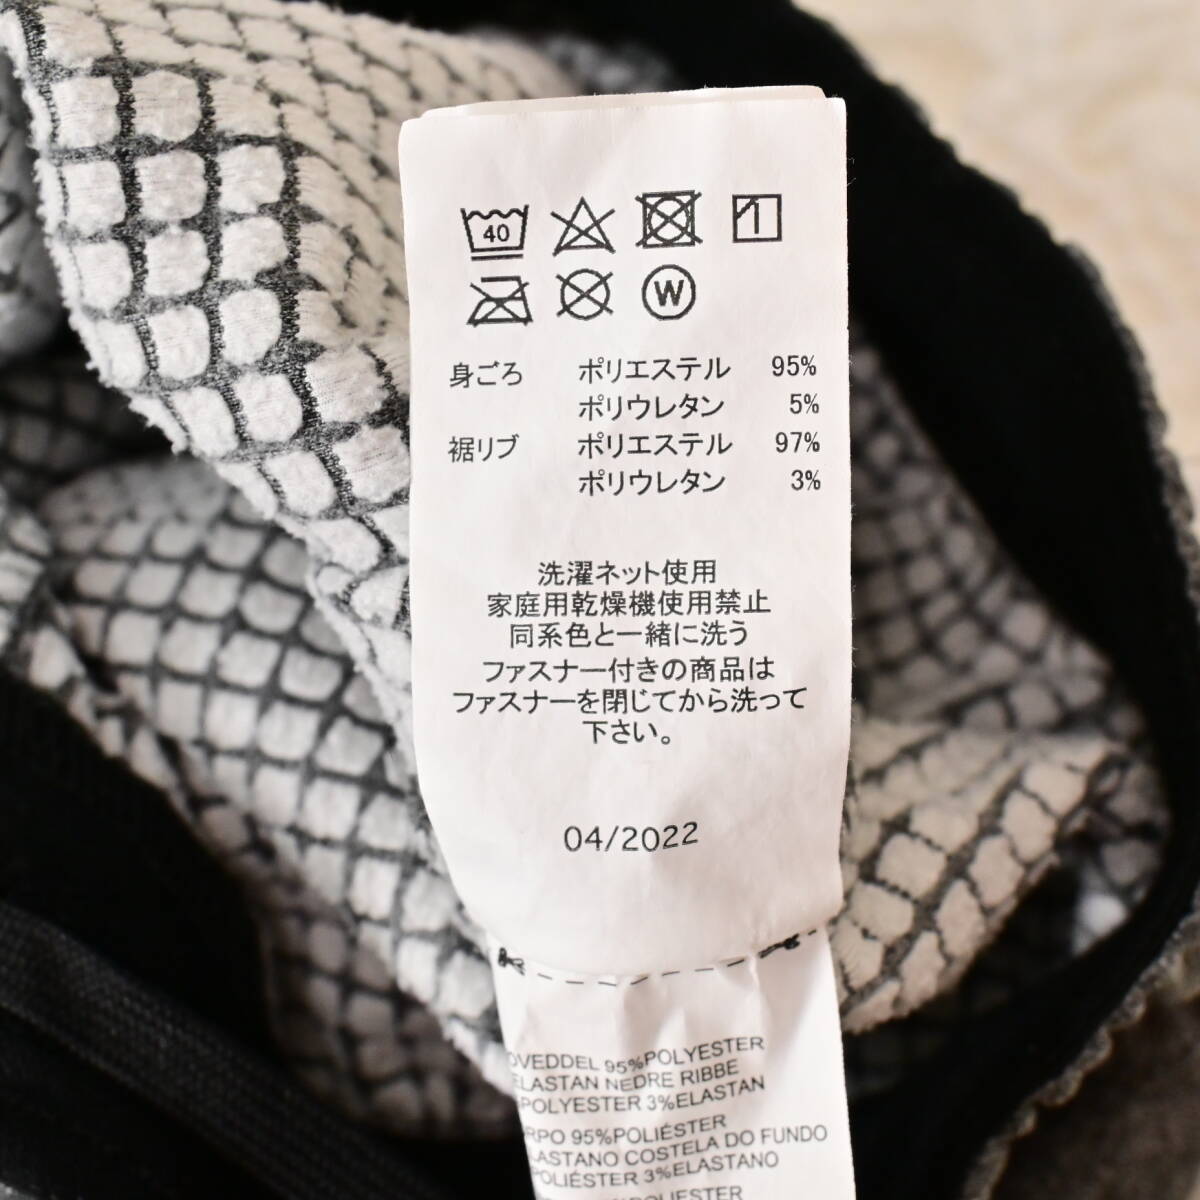 40
W
身ごろ ポリエステル 95%
ポリウレタン 5%
裾リブ ポリエステル 97%
ポリウレタン 3%
洗濯ネット使用
家庭用乾燥機使用禁止
同系色と一緒に洗う
ファスナー付きの商品は
ファスナーを閉じてから洗って
下さい。
04/2022
OVEDDEL 95%POLYESTER
ELASTAN NEDRE RIBBE
POLYESTER 3%ELASTAN
RPO 95%POLIÉSTER
LASTANO COSTELA DO FUNDO
POLIÉSTER 3%ELASTANO
POLIÉSTER